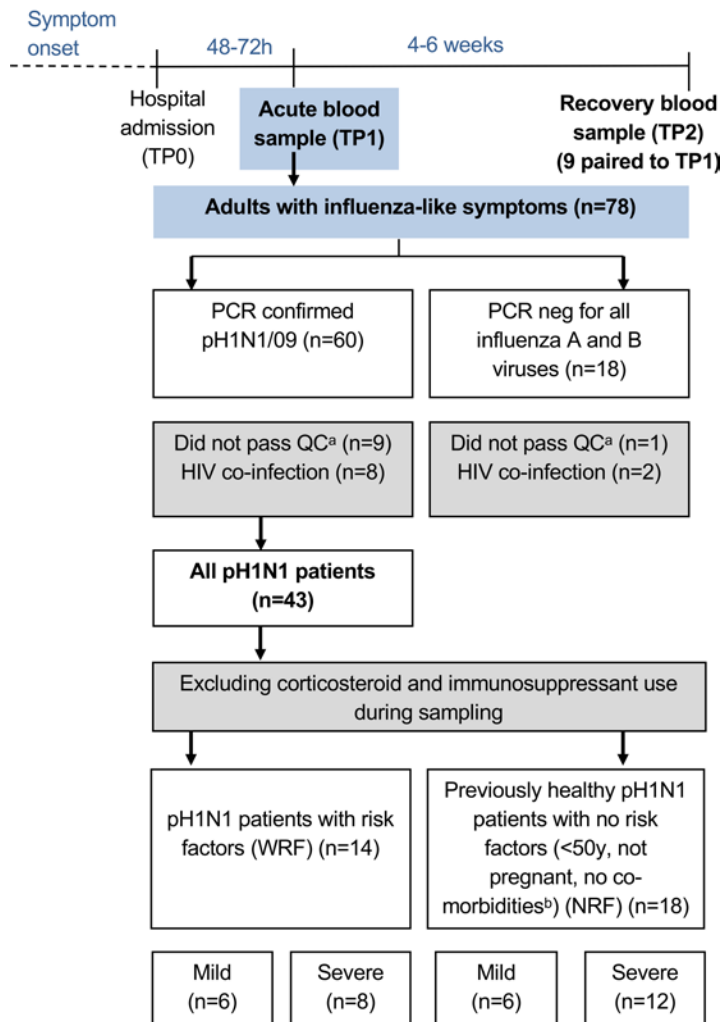 Symptom
onset
48-72h
4-6 weeks
Hospital
admission
(TP0)
Acute blood
sample (TP1)
Recovery blood
sample (TP2)
(9 paired to TP1)
Adults with influenza-like symptoms (n=78)
PCR confirmed
pH1N1/09 (n=60)
PCR neg for all
influenza A and B
viruses (n=18)
Did not pass QCᵃ (n=9)
HIV co-infection (n=8)
Did not pass QCᵃ (n=1)
HIV co-infection (n=2)
All pH1N1 patients
(n=43)
Excluding corticosteroid and immunosuppressant use
during sampling
pH1N1 patients with risk
factors (WRF) (n=14)
Previously healthy pH1N1
patients with no risk
factors (<50y, not
pregnant, no co-
morbiditiesᵇ) (NRF) (n=18)
Mild
(n=6)
Severe
(n=8)
Mild
(n=6)
Severe
(n=12)